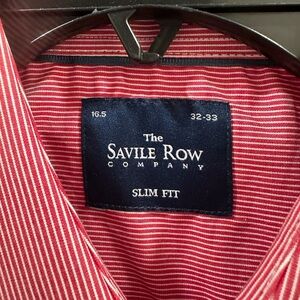 16.5 32-33
The
SAVILE ROW
COMPANY
SLIM FIT